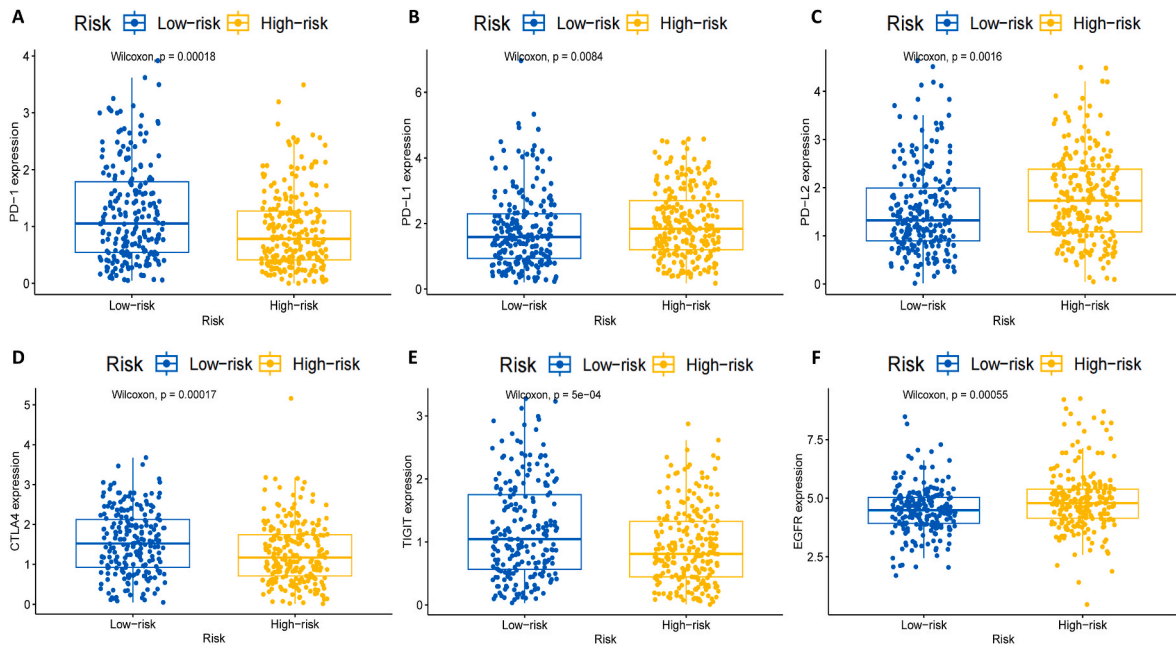 A
Risk Low-risk High-risk
Wilcoxon, p = 0.00018
PD-1 expression
4
3
2
1
0
Low-risk High-risk
Risk
B
Risk Low-risk High-risk
Wilcoxon, p = 0.0084
PD-L1 expression
6
4
2
0
Low-risk High-risk
Risk
C
Risk Low-risk High-risk
Wilcoxon, p = 0.0016
PD-L2 expression
4
3
2
1
0
Low-risk High-risk
Risk
D
Risk Low-risk High-risk
Wilcoxon, p = 0.00017
CTLA4 expression
5
4
3
2
1
0
Low-risk High-risk
Risk
E
Risk Low-risk High-risk
Wilcoxon, p = 5e-04
TIGIT expression
3
2
1
0
Low-risk High-risk
Risk
F
Risk Low-risk High-risk
Wilcoxon, p = 0.00055
EGFR expression
7.5
5.0
2.5
Low-risk High-risk
Risk